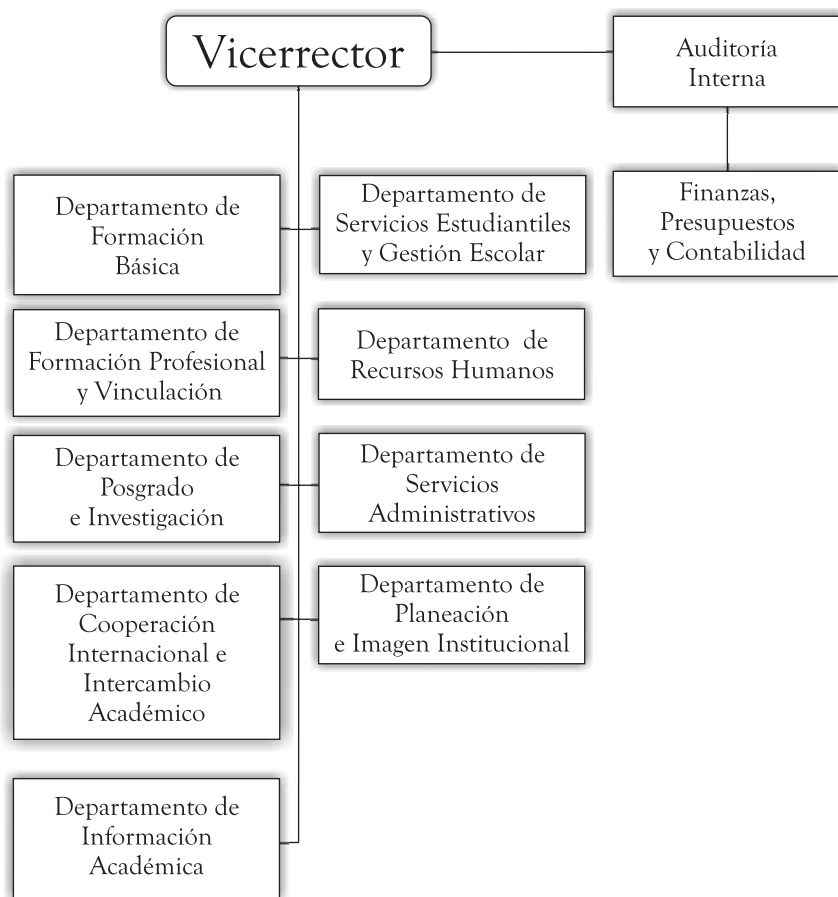 Vicerrector
Auditoría
Interna
Departamento de
Formación
Básica
Departamento de
Servicios Estudiantiles
y Gestión Escolar
Finanzas,
Presupuestos
y Contabilidad
Departamento de
Formación Profesional
y Vinculación
Departamento de
Recursos Humanos
Departamento de
Posgrado
e Investigación
Departamento de
Servicios
Administrativos
Departamento de
Cooperación
Internacional e
Intercambio
Académico
Departamento de
Planeación
e Imagen Institucional
Departamento de
Información
Académica